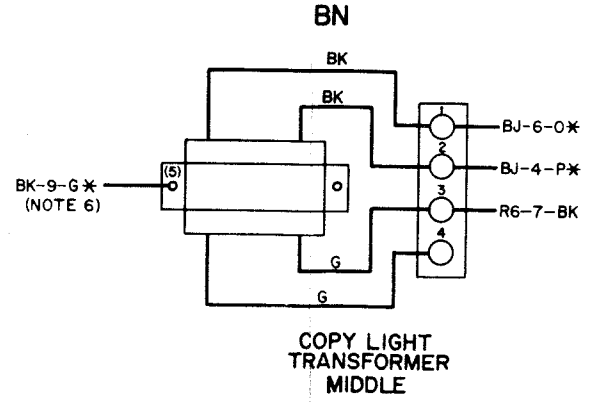 BN
BK
BK
1
BJ-6-O*
2
BJ-4-P*
(5)
BK-9-G*
(NOTE 6)
3
R6-7-BK
4
G
G
COPY LIGHT
TRANSFORMER
MIDDLE